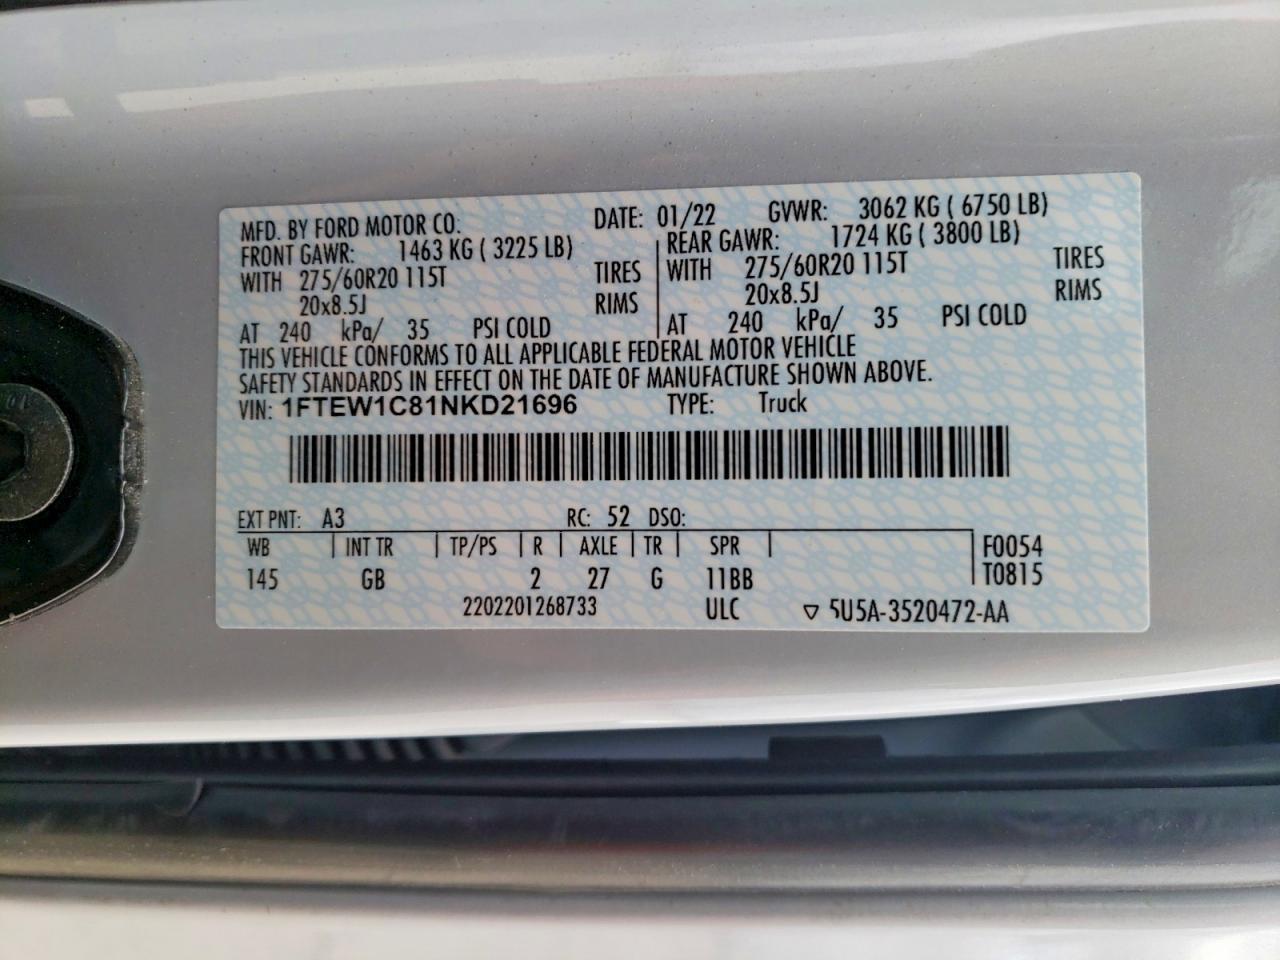 MFD. BY FORD MOTOR CO: DATE: 01/22 GVWR: 3062 KG ( 6750 LB)
FRONT GAWR: 1463 KG ( 3225 LB) REAR GAWR: 1724 KG ( 3800 LB)
WITH 275/60R20 115T TIRES WITH 275/60R20 115T TIRES
20x8.5J RIMS 20x8.5J RIMS
AT 240 kPa/ 35 PSI COLD AT 240 kPa/ 35 PSI COLD
THIS VEHICLE CONFORMS TO ALL APPLICABLE FEDERAL MOTOR VEHICLE
SAFETY STANDARDS IN EFFECT ON THE DATE OF MANUFACTURE SHOWN ABOVE.
VIN: 1FTEW1C81NKD21696 TYPE: Truck
EXT PNT: A3 RC: 52 DSO:
WB INT TR TP/PS R AXLE TR SPR F0054
145 GB 2 27 G 11BB T0815
2202201268733 ULC ▽ 5U5A-3520472-AA